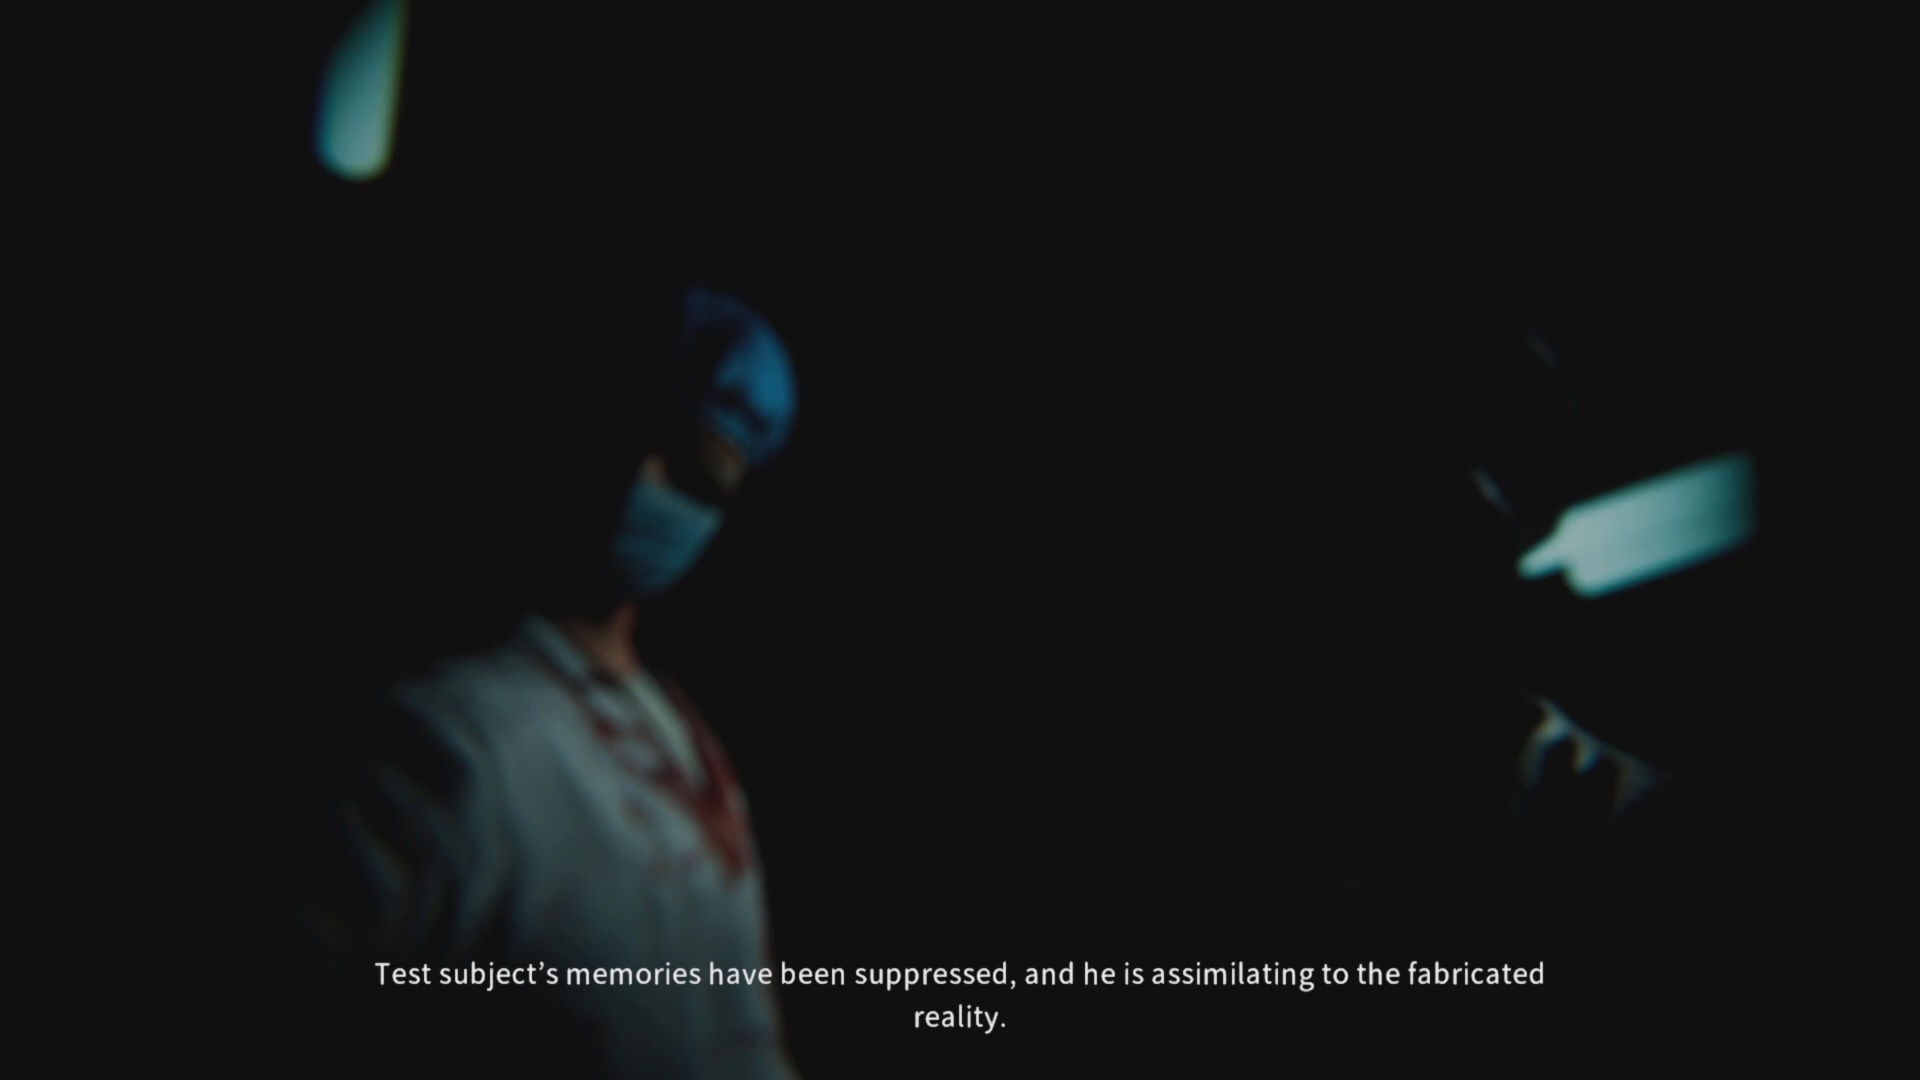 Test subject’s memories have been suppressed, and he is assimilating to the fabricated
reality.